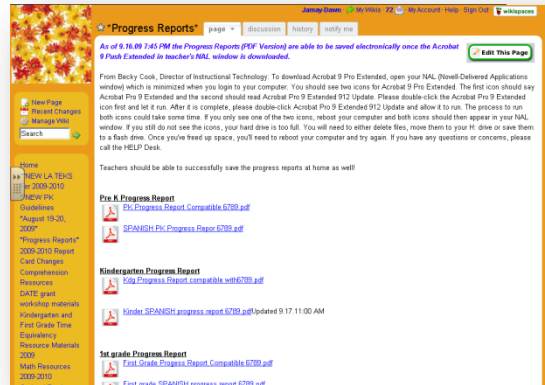 Jamay-Dawn My Wikis · 72 · My Account · Help · Sign Out wikispaces
*Progress Reports* page discussion history notify me
As of 9.16.09 7:45 PM the Progress Reports (PDF Version) are able to be saved electronically once the Acrobat
9 Push Extended in teacher's NAL window is downloaded.
Edit This Page
From Becky Cook, Director of Instructional Technology: To download Acrobat 9 Pro Extended, open your NAL (Novell-Delivered Applications
window) which is minimized when you login to your computer. You should see two icons for Acrobat 9 Pro Extended. The first icon should say
Acrobat Pro 9 Extended and the second should read Acrobat Pro 9 Extended 912 Update. Please double-click the Acrobat Pro 9 Extended
icon first and let it run. After it is complete, please double-click Acrobat Pro 9 Extended 912 Update and allow it to run. The process to run
both icons could take some time. If you only see one of the two icons, reboot your computer and both icons should then appear in your NAL
window. If you still do not see the icons, your hard drive is too full. You will need to either delete files, move them to your H: drive or save them
to a flash drive. Once you've freed up space, you'll need to reboot your computer and try again. If you have any questions or concerns, please
call the HELP Desk.
Teachers should be able to successfully save the progress reports at home as well!
Pre K Progress Report
PK Progress Report Compatible 6789.pdf
SPANISH PK Progress Repor 6789.pdf
Kindergarten Progress Report
Kdg Progress Report compatible with6789.pdf
Kinder SPANISH progress report 6789.pdfUpdated 9.17.11:00 AM
1st grade Progress Report
First Grade Progess Report Compatible 6789.pdf
First grade SPANISH progress report 6789.pdf
New Page
Recent Changes
Manage Wiki
Search
Home
*NEW LA TEKS
for 2009-2010
*NEW PK
Guidelines
*August 19-20,
2009*
*Progress Reports*
2009-2010 Report
Card Changes
Comprehension
Resources
DATE grant
workshop materials
Kindergarten and
First Grade Time
Equivalency
Resource Materials
2009
Math Resources
2009-2010